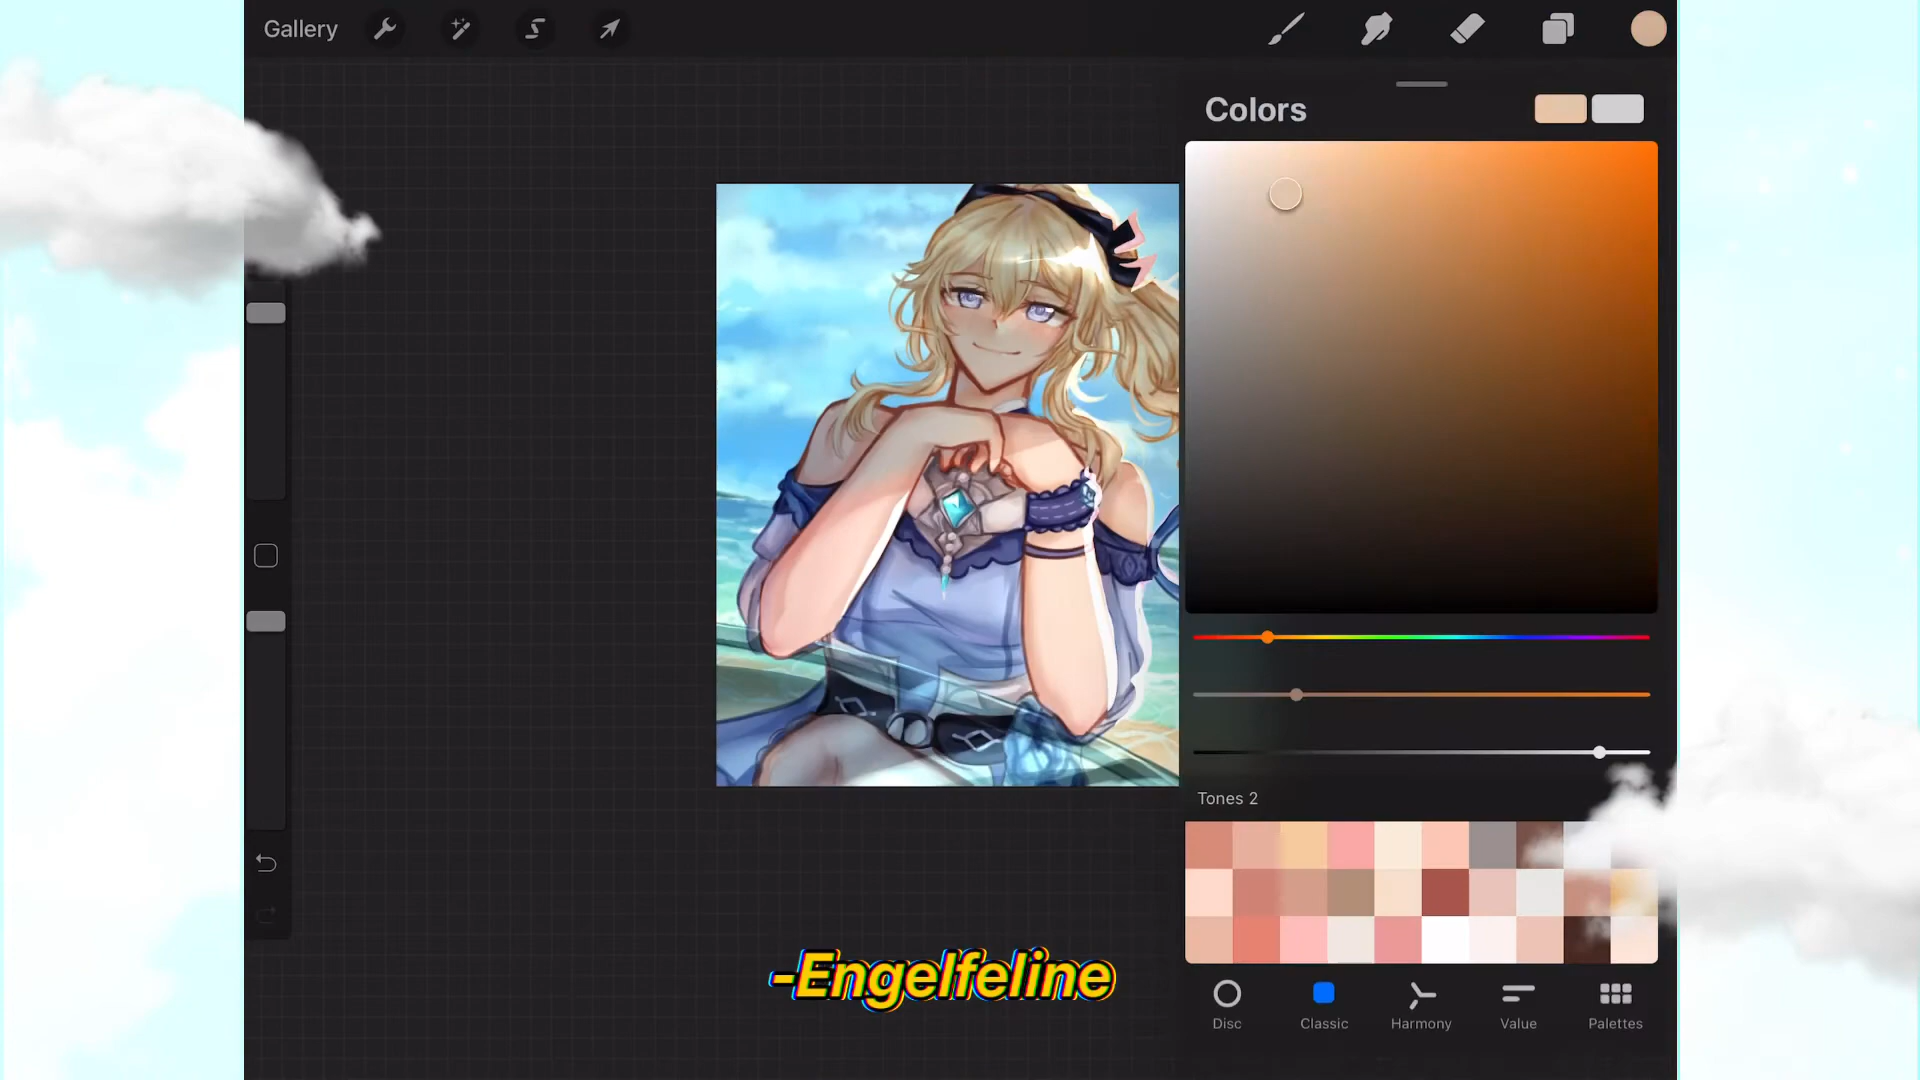 Gallery
Colors
Tones 2
Disc
Classic
Harmony
Value
Palettes
-Engelfeline